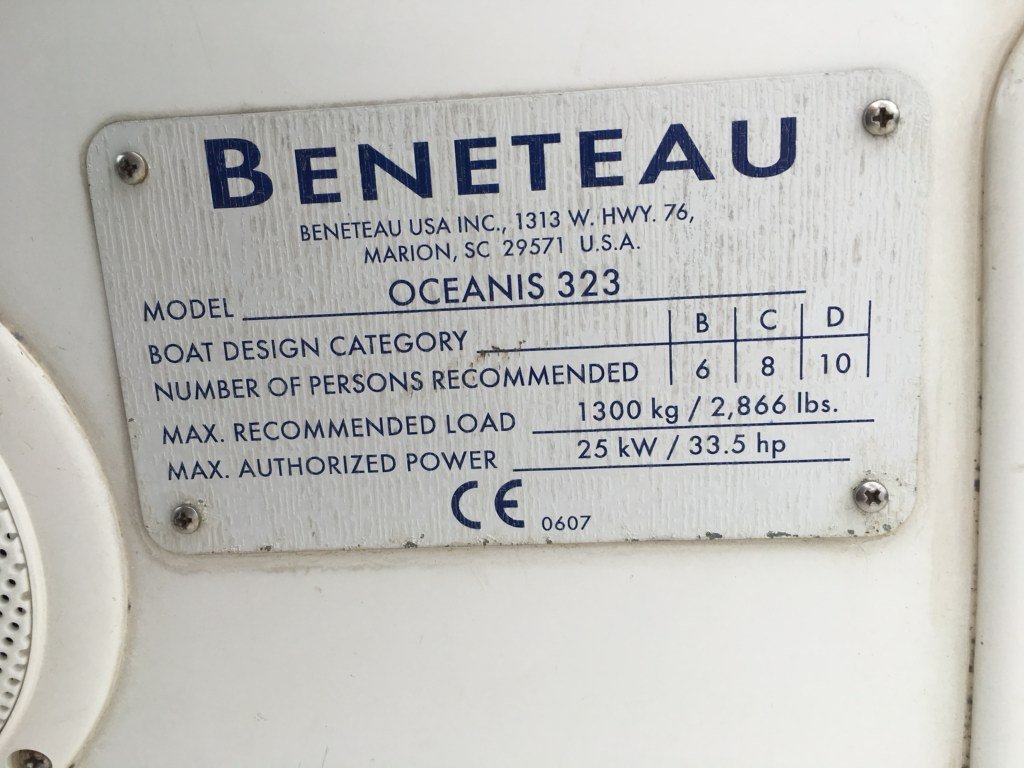 BENETEAU
BENETEAU USA INC., 1313 W. HWY. 76,
MARION, SC 29571 U.S.A.
MODEL OCEANIS 323
BOAT DESIGN CATEGORY B C D
NUMBER OF PERSONS RECOMMENDED 6 8 10
MAX. RECOMMENDED LOAD 1300 kg / 2,866 lbs.
MAX. AUTHORIZED POWER 25 kW / 33.5 hp
CE 0607